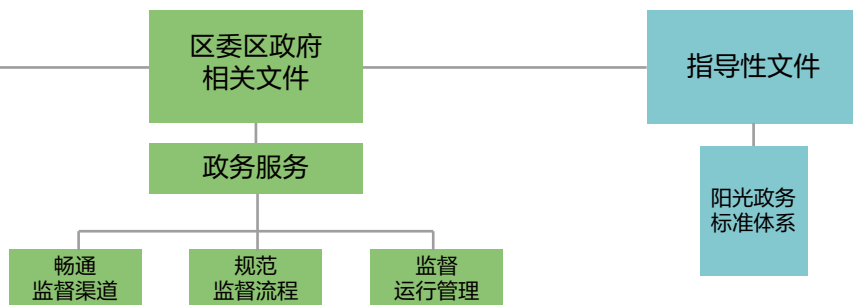 区委区政府
相关文件
指导性文件
政务服务
阳光政务
标准体系
畅通
监督渠道
规范
监督流程
监督
运行管理